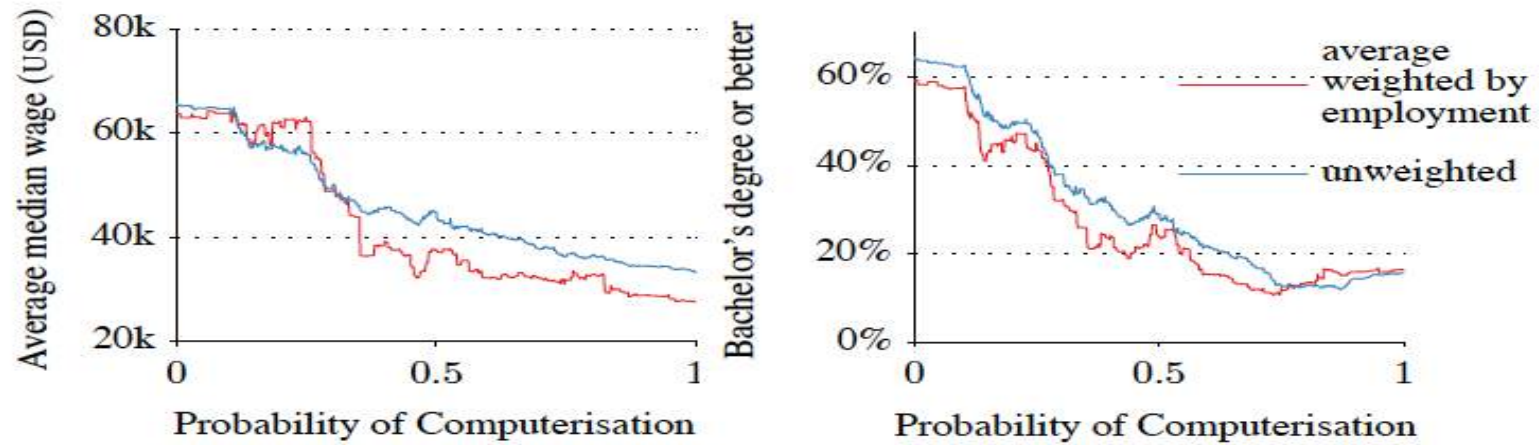 Average median wage (USD)
80k
60k
40k
20k
0
0.5
1
Probability of Computerisation
Bachelor's degree or better
60%
40%
20%
0%
0
0.5
1
Probability of Computerisation
average
weighted by
employment
unweighted